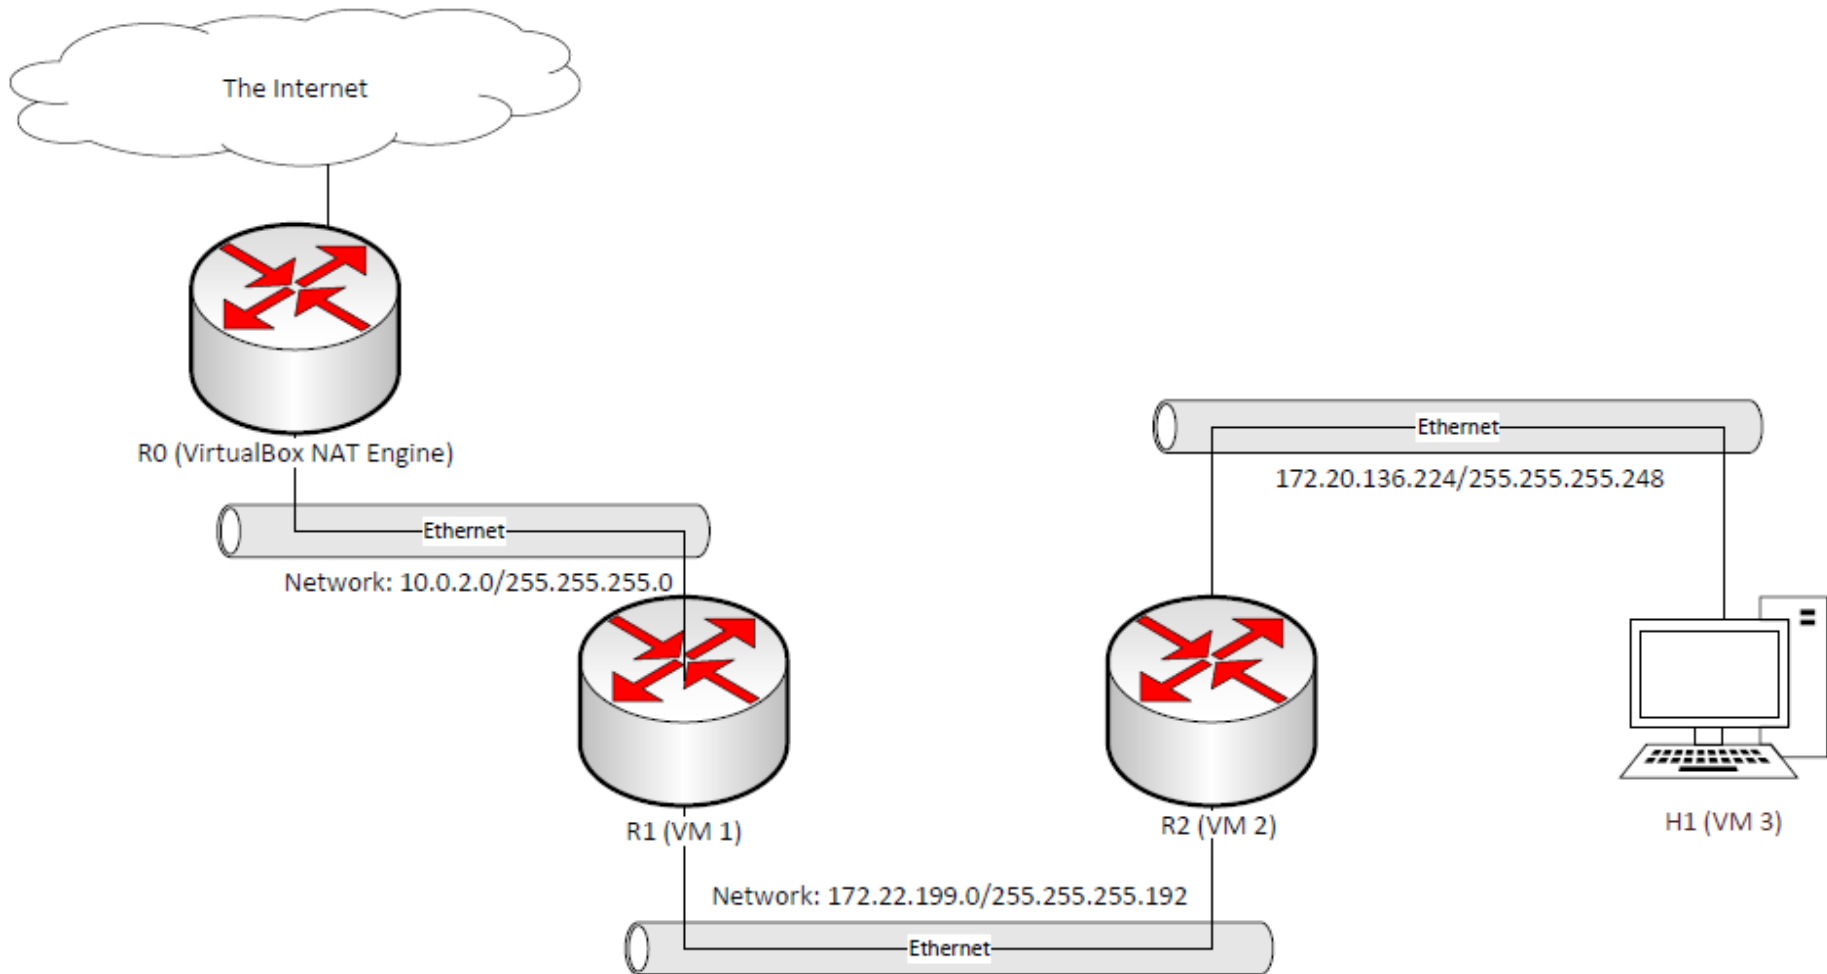 The Internet
R0 (VirtualBox NAT Engine)
Ethernet
172.20.136.224/255.255.255.248
Ethernet
Network: 10.0.2.0/255.255.255.0
R1 (VM 1)
R2 (VM 2)
H1 (VM 3)
Network: 172.22.199.0/255.255.255.192
Ethernet